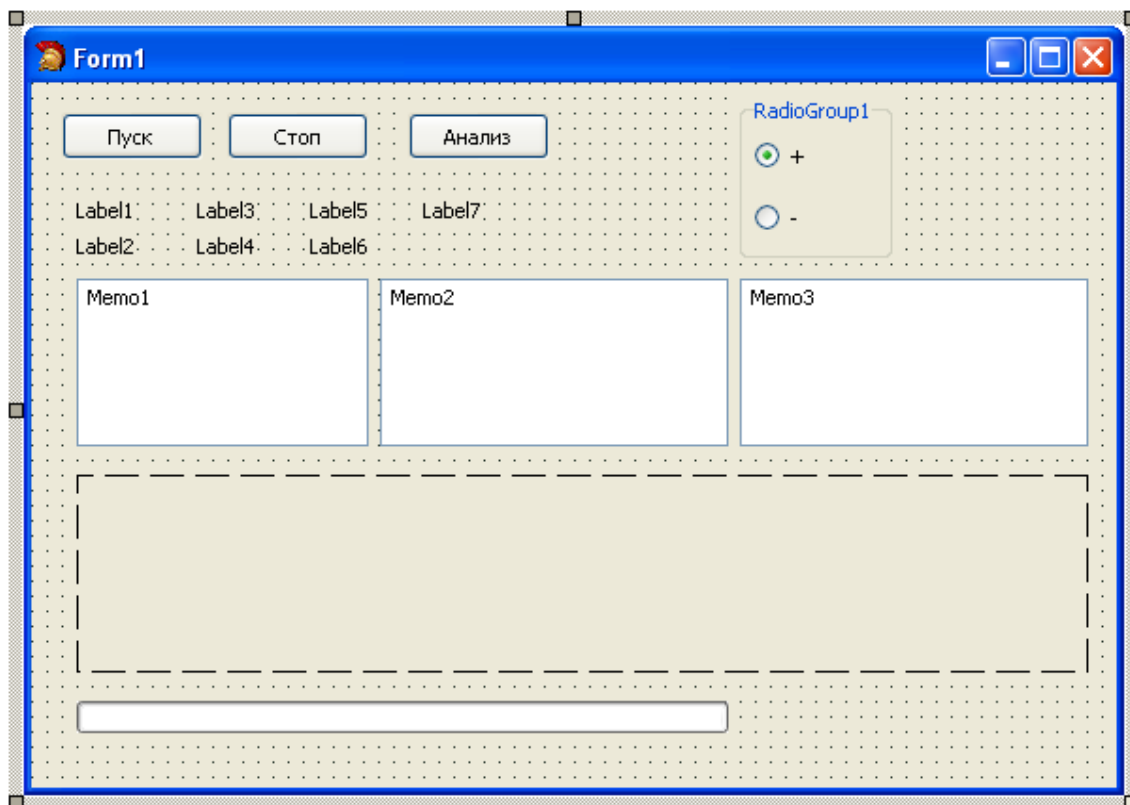 Form1
RadioGroup1
Пуск Стоп Анализ
+
-
Label1 Label3 Label5 Label7
Label2 Label4 Label6
Memo1 Memo2 Memo3